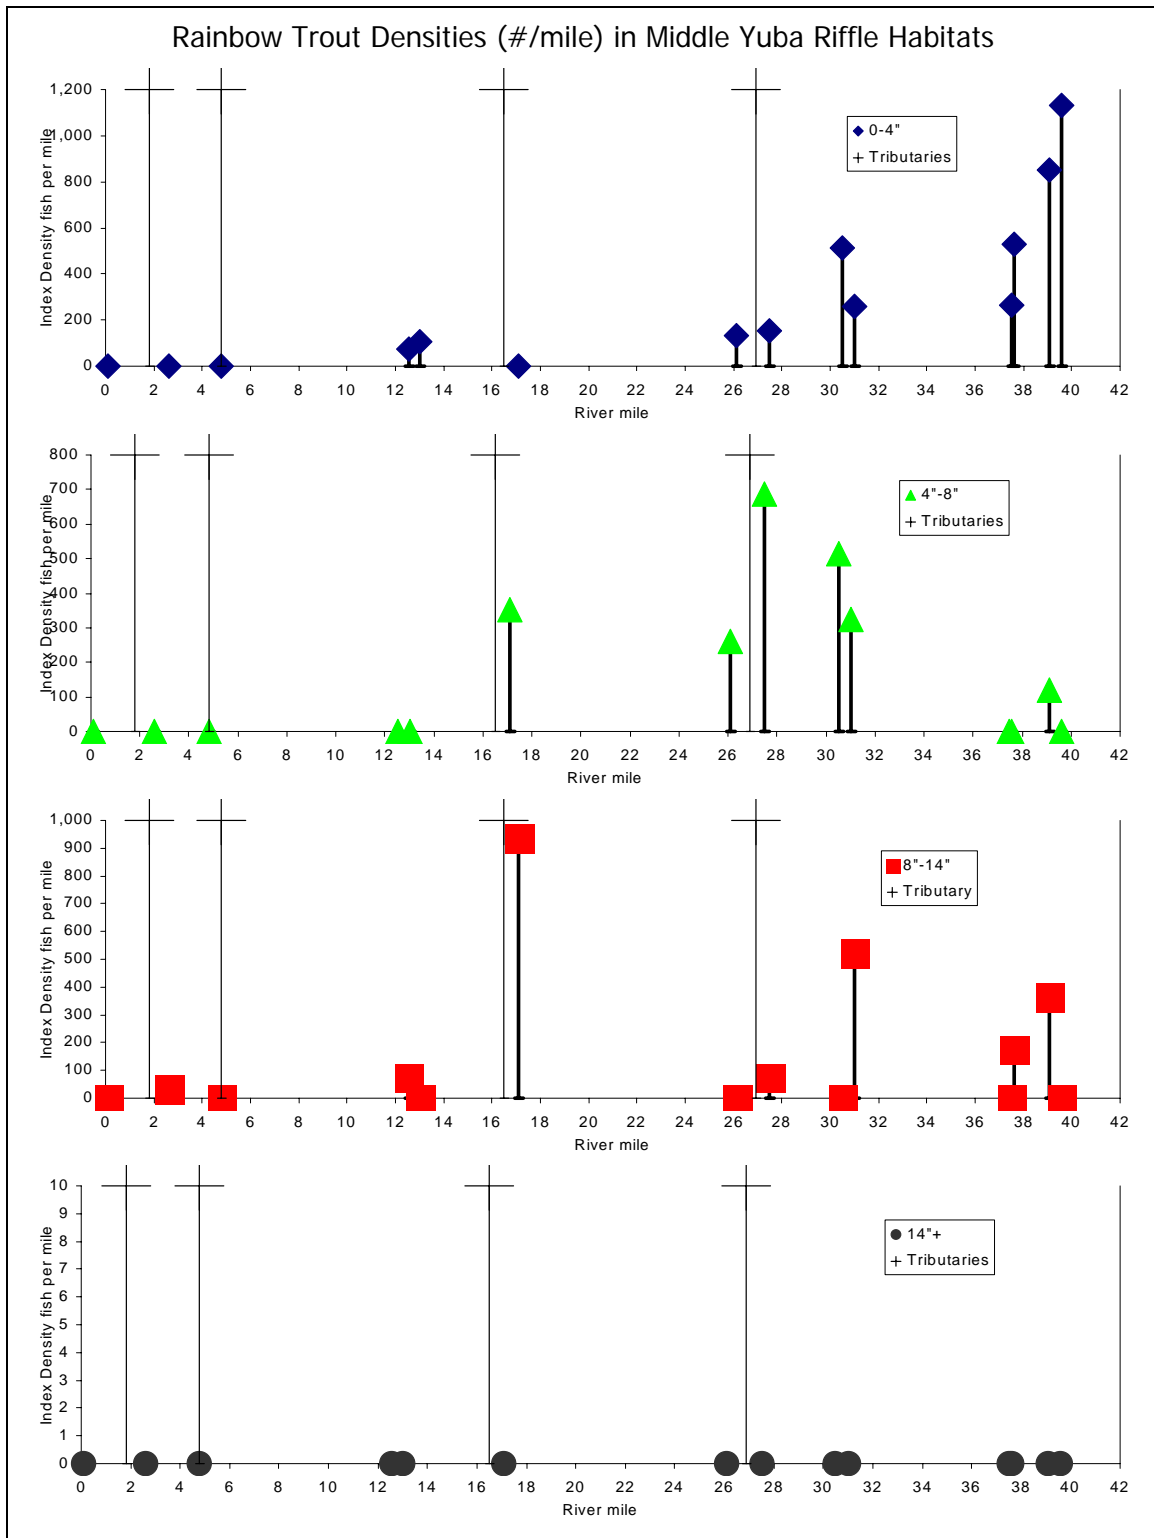 Rainbow Trout Densities (#/mile) in Middle Yuba Riffle Habitats
Index Density fish per mile
1,200
1,000
800
600
400
200
0
0-4"
Tributaries
0 2 4 6 8 10 12 14 16 18 20 22 24 26 28 30 32 34 36 38 40 42
River mile
Index Density fish per mile
800
700
600
500
400
300
200
100
0
4"-8"
Tributaries
0 2 4 6 8 10 12 14 16 18 20 22 24 26 28 30 32 34 36 38 40 42
River mile
Index Density fish per mile
1,000
900
800
700
600
500
400
300
200
100
0
8"-14"
Tributary
0 2 4 6 8 10 12 14 16 18 20 22 24 26 28 30 32 34 36 38 40 42
River mile
Index Density fish per mile
10
9
8
7
6
5
4
3
2
1
0
14"+
Tributaries
0 2 4 6 8 10 12 14 16 18 20 22 24 26 28 30 32 34 36 38 40 42
River mile